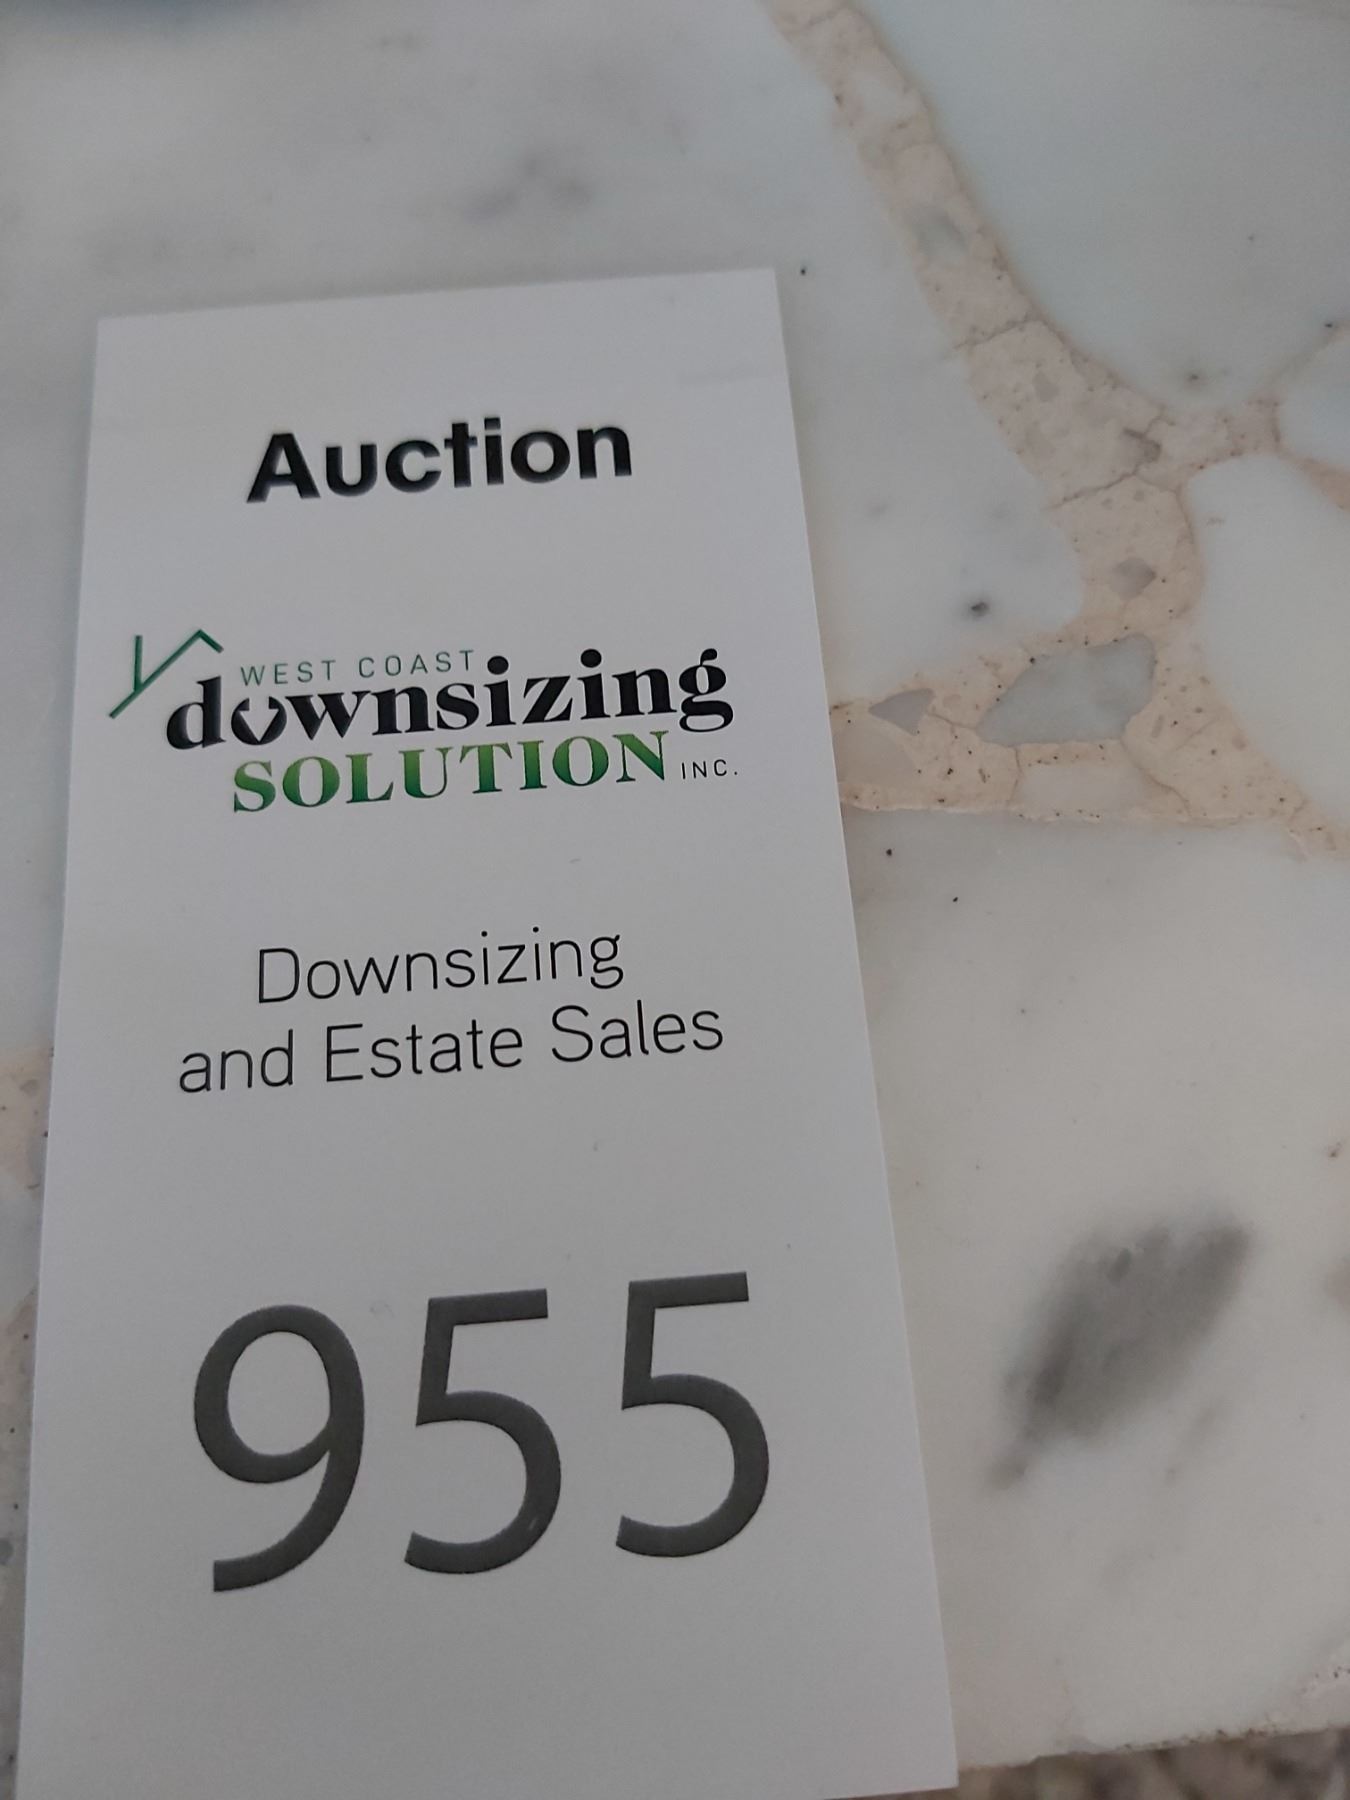 Auction
WEST COAST
downsizing
SOLUTION INC.
Downsizing
and Estate Sales
955